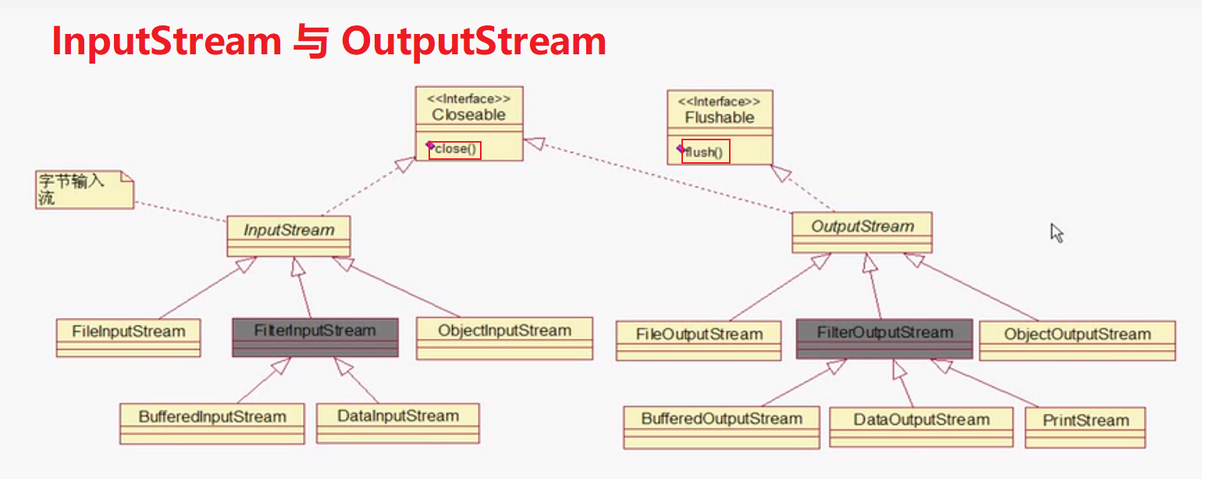 InputStream 与 OutputStream
<<Interface>>
Closeable
close()
<<Interface>>
Flushable
flush()
字节输入
流
InputStream
OutputStream
FileInputStream
FilterInputStream
ObjectInputStream
FileOutputStream
FilterOutputStream
ObjectOutputStream
BufferedInputStream
DataInputStream
BufferedOutputStream
DataOutputStream
PrintStream